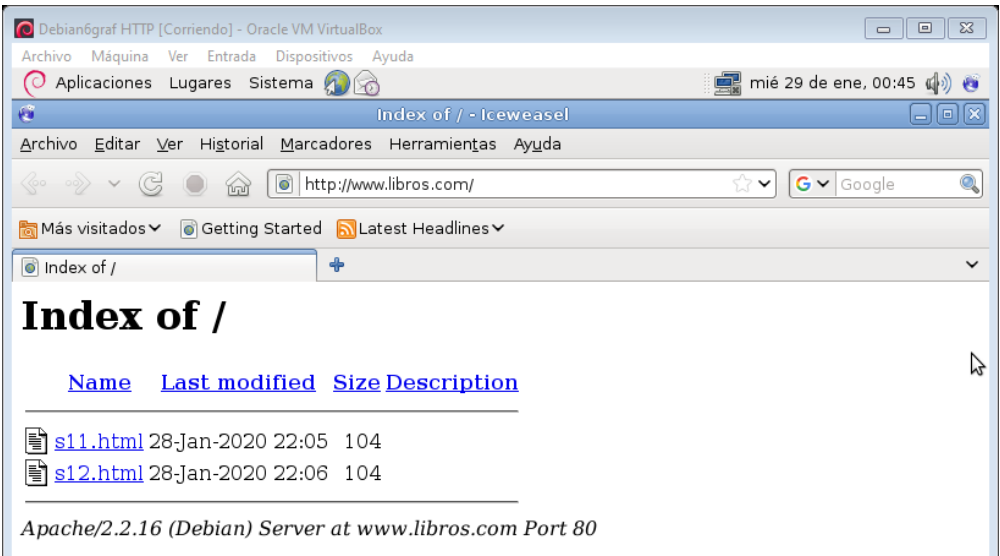 Debian6graf HTTP [Corriendo] - Oracle VM VirtualBox
Archivo Máquina Ver Entrada Dispositivos Ayuda
Aplicaciones Lugares Sistema mié 29 de ene, 00:45
Index of / - Iceweasel
Archivo Editar Ver Historial Marcadores Herramientas Ayuda
http://www.libros.com/ G Google
Más visitados Getting Started Latest Headlines
Index of /
Index of /
Name Last modified Size Description
s11.html 28-Jan-2020 22:05 104
s12.html 28-Jan-2020 22:06 104
Apache/2.2.16 (Debian) Server at www.libros.com Port 80